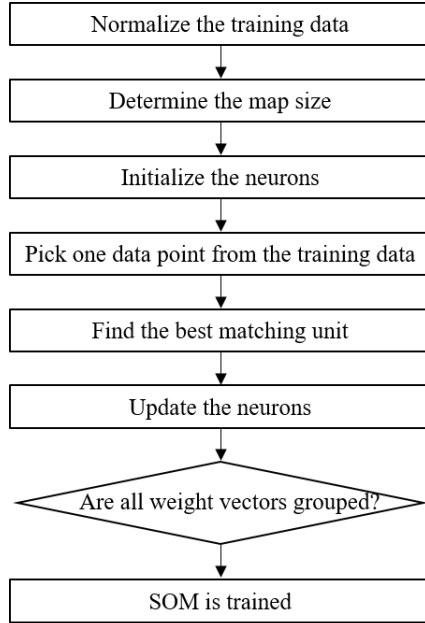 Normalize the training data
Determine the map size
Initialize the neurons
Pick one data point from the training data
Find the best matching unit
Update the neurons
Are all weight vectors grouped?
SOM is trained